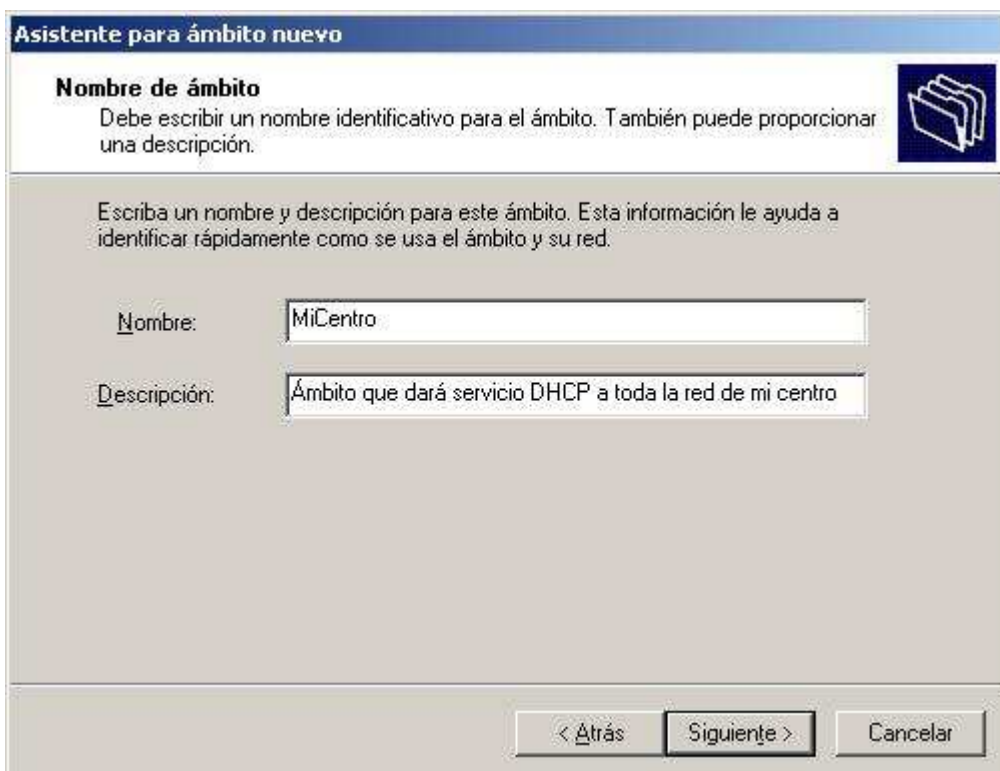 Asistente para ámbito nuevo
Nombre de ámbito
Debe escribir un nombre identificativo para el ámbito. También puede proporcionar
una descripción.
Escriba un nombre y descripción para este ámbito. Esta información le ayuda a
identificar rápidamente como se usa el ámbito y su red.
Nombre: MiCentro
Descripción: Ámbito que dará servicio DHCP a toda la red de mi centro
< Atrás Siguiente > Cancelar